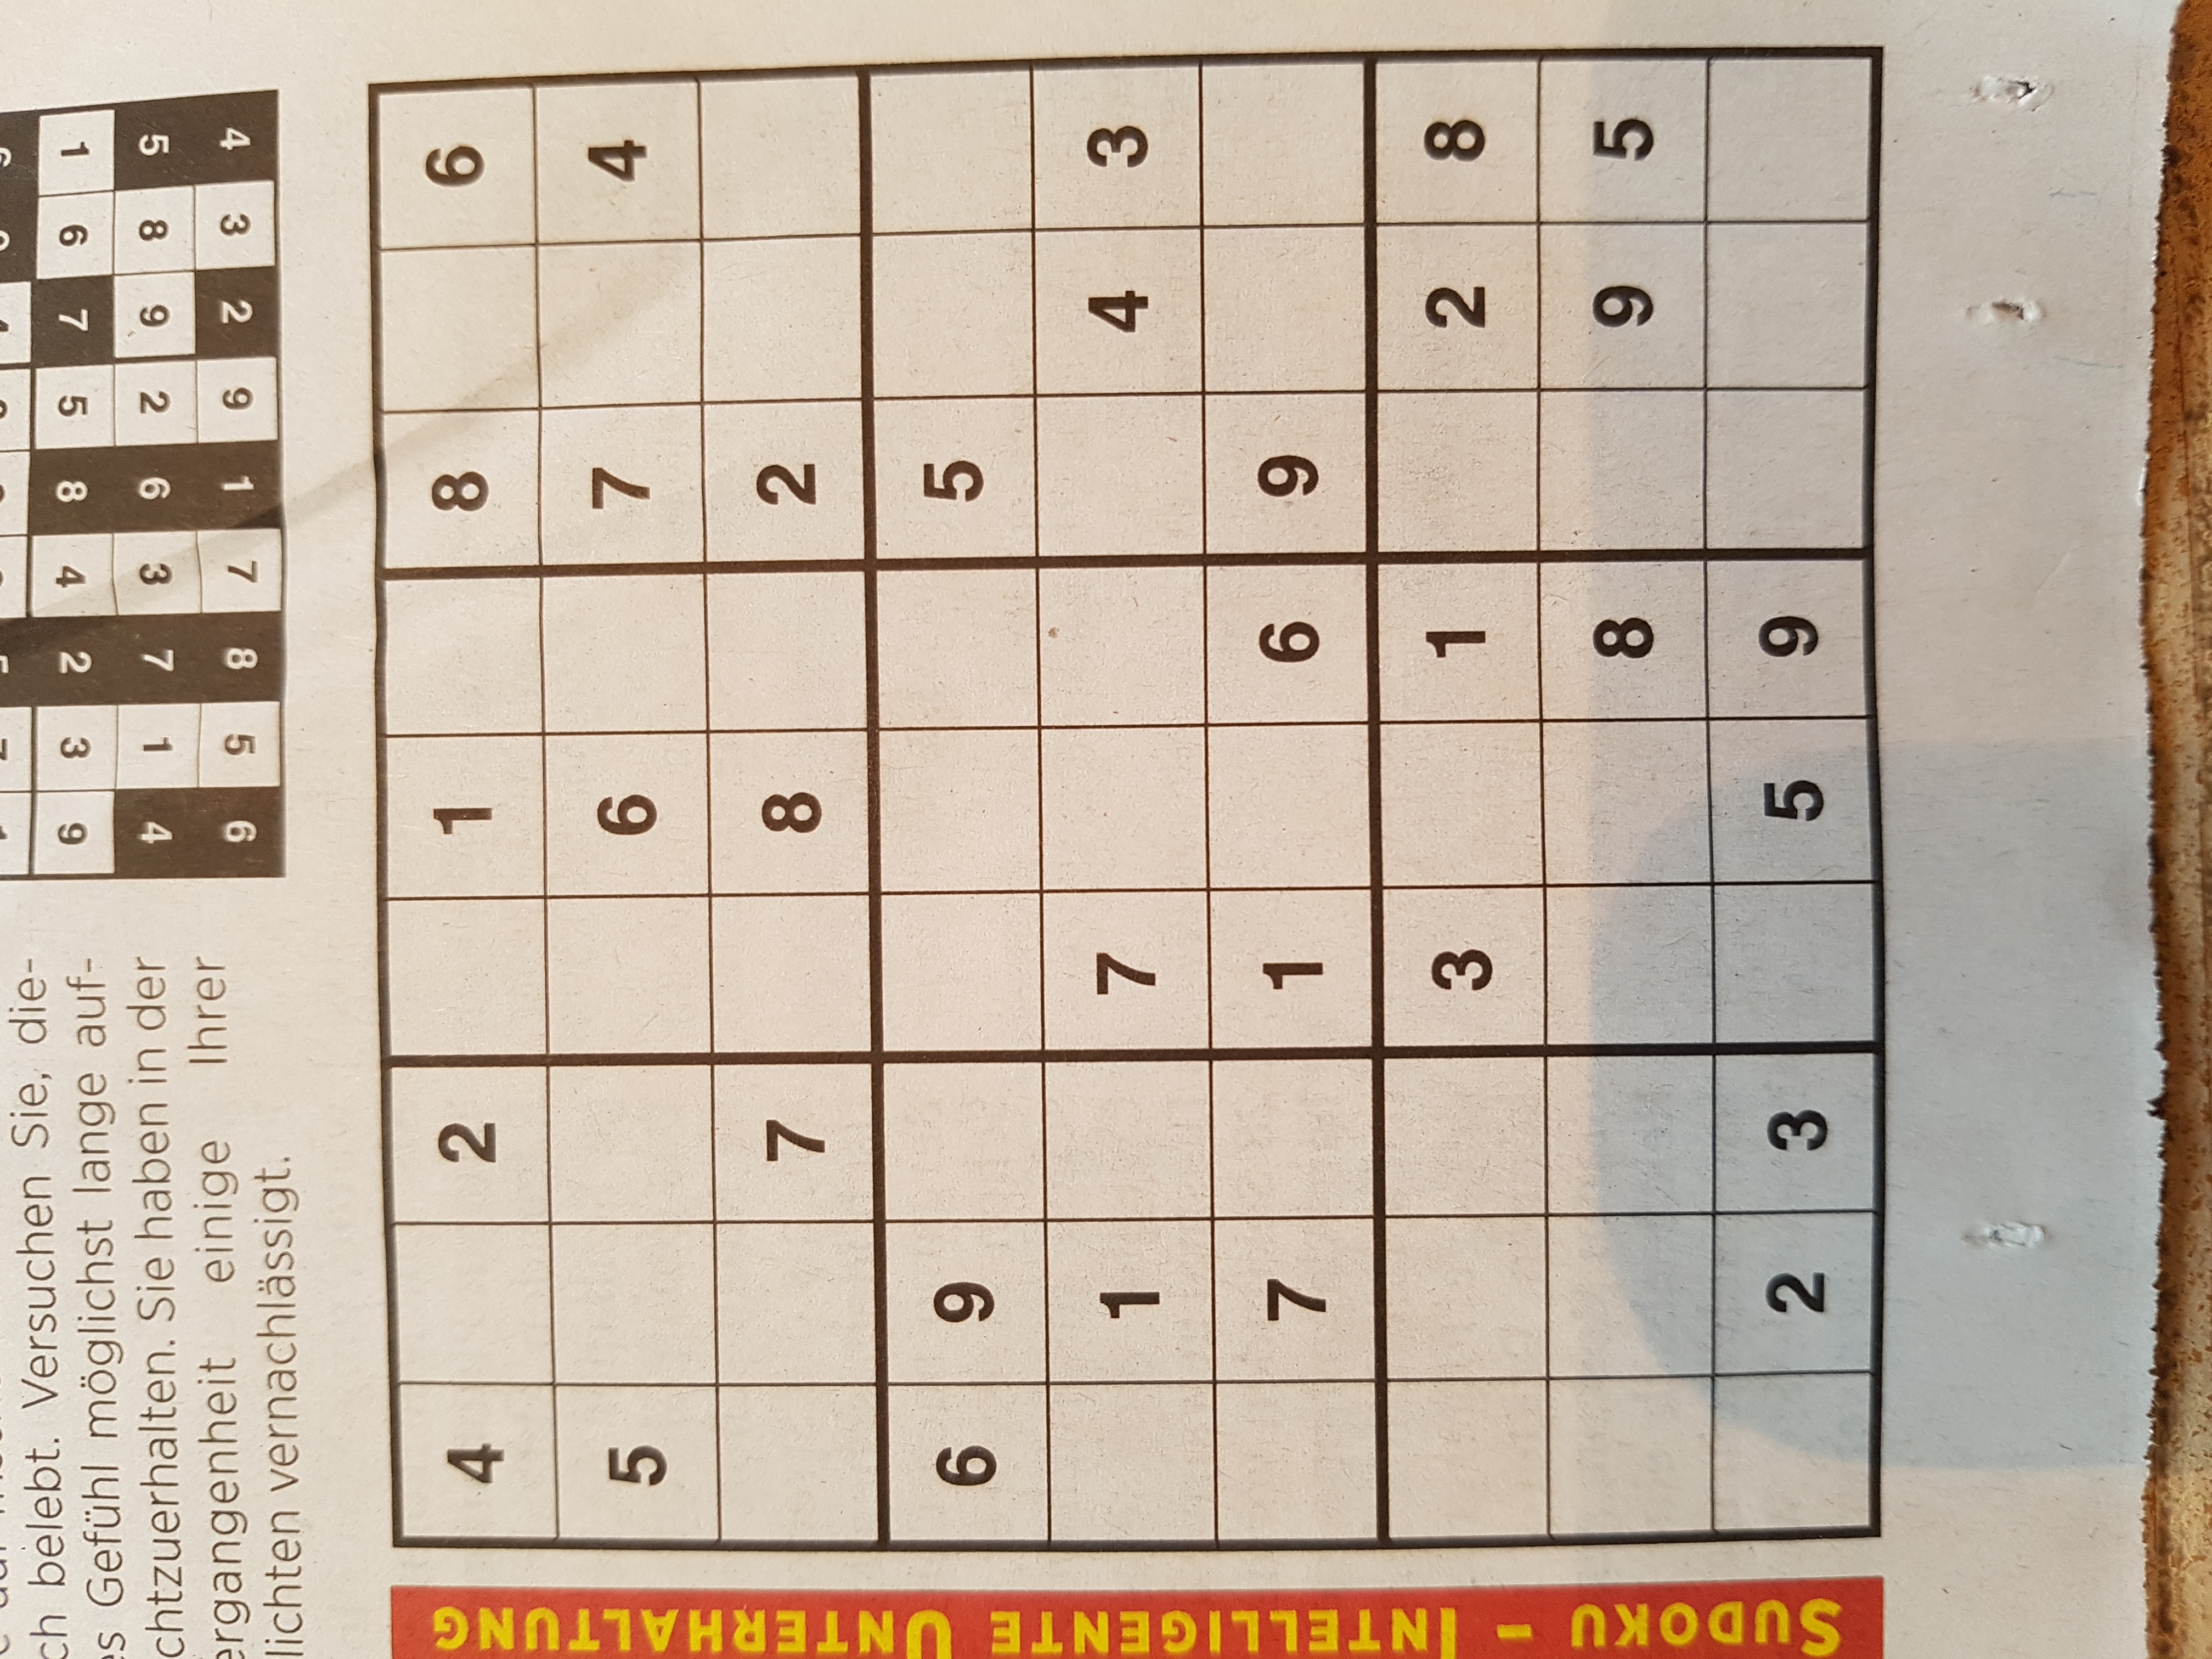 ch belebt. Versuchen Sie, die-
es Gefühl möglichst lange auf-
chtzuerhalten. Sie haben in der
ergangenheit einige Ihrer
lichten vernachlässigt.
9 3 2 4 8 5 7 6 1
4 1 7 3 6 2 9 8 5
6 5 8 7 1 9 2 3 4
SUDOKU – INTELLIGENTE UNTERHALTUNG
4 2 1 8 6
5 6 7 4
7 8 2
6 9 5
1 7 4 3
7 1 6 9
3 1 2 8
8 9 5
2 3 5 9